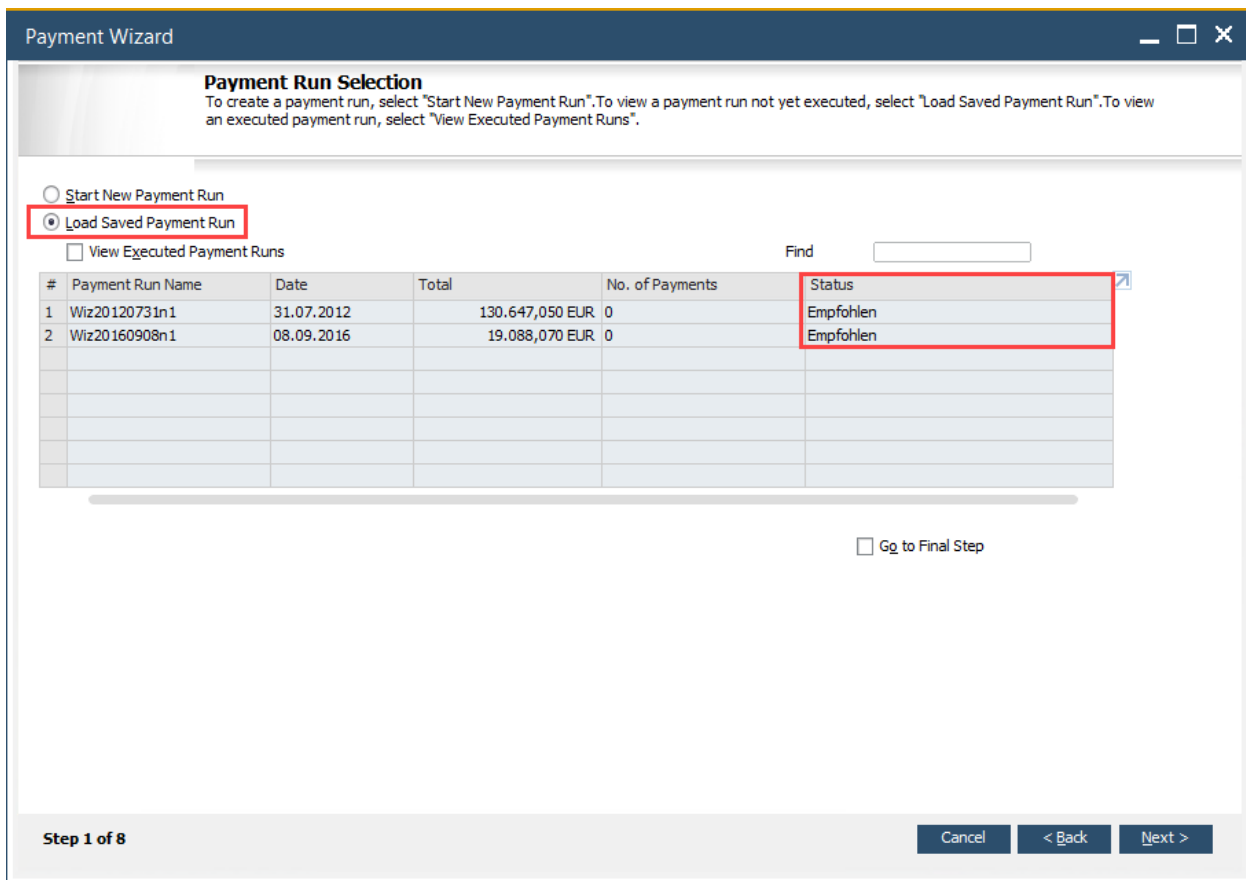 Payment Wizard
Payment Run Selection
To create a payment run, select "Start New Payment Run".To view a payment run not yet executed, select "Load Saved Payment Run".To view
an executed payment run, select "View Executed Payment Runs".
Start New Payment Run
Load Saved Payment Run
View Executed Payment Runs Find
# Payment Run Name Date Total No. of Payments Status
1 Wiz20120731n1 31.07.2012 130.647,050 EUR 0 Empfohlen
2 Wiz20160908n1 08.09.2016 19.088,070 EUR 0 Empfohlen
Go to Final Step
Step 1 of 8 Cancel < Back Next >